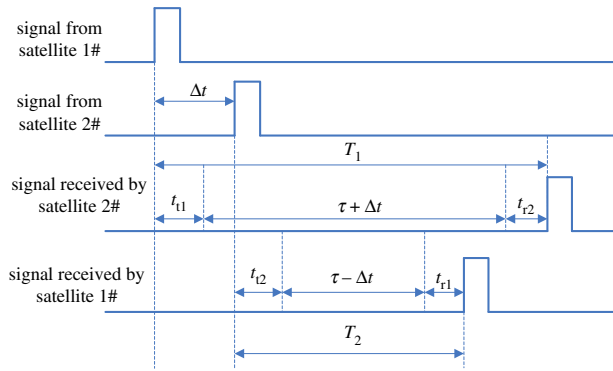 signal from
satellite 1#
Δt
signal from
satellite 2#
T₁
signal received by
satellite 2#
tₜ₁
τ + Δt
tᵣ₂
signal received by
satellite 1#
tₜ₂
τ − Δt
tᵣ₁
T₂